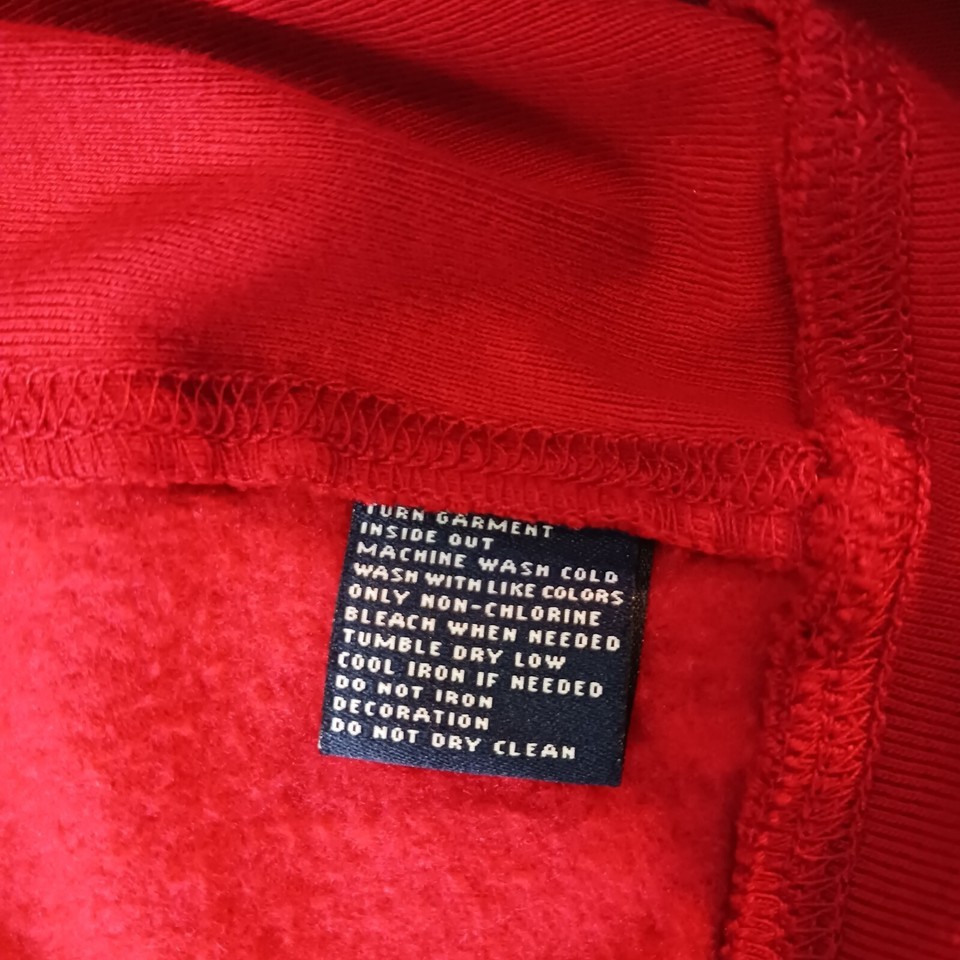 TURN GARMENT
INSIDE OUT
MACHINE WASH COLD
WASH WITH LIKE COLORS
ONLY NON-CHLORINE
BLEACH WHEN NEEDED
TUMBLE DRY LOW
COOL IRON IF NEEDED
DO NOT IRON
DECORATION
DO NOT DRY CLEAN